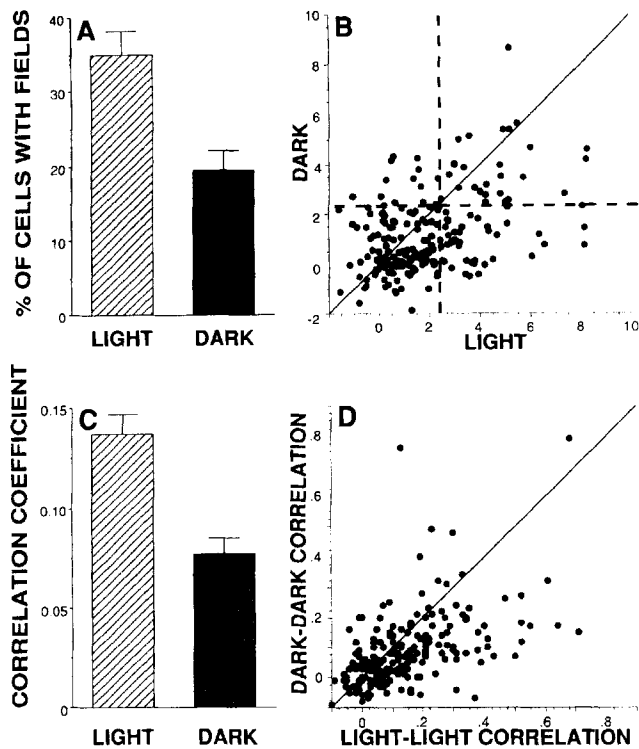 A
% OF CELLS WITH FIELDS
40
30
20
10
0
LIGHT DARK
B
DARK
10
8
6
4
2
0
-2
0 2 4 6 8 10
LIGHT
C
CORRELATION COEFFICIENT
0.15
0.10
0.05
0
LIGHT DARK
D
DARK-DARK CORRELATION
.8
.6
.4
.2
0
0 .2 .4 .6 .8
LIGHT-LIGHT CORRELATION